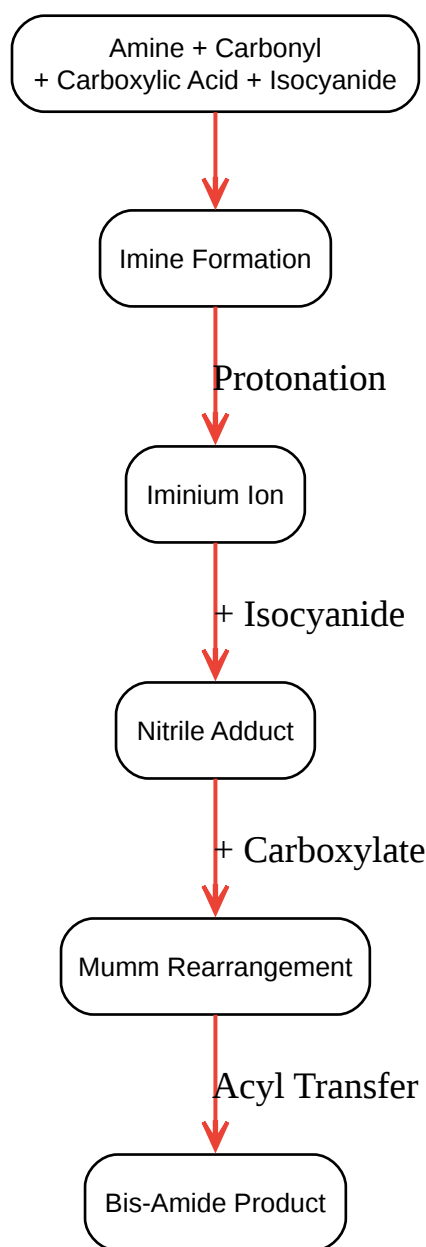 Amine + Carbonyl
+ Carboxylic Acid + Isocyanide
Imine Formation
Protonation
Iminium Ion
+ Isocyanide
Nitrile Adduct
+ Carboxylate
Mumm Rearrangement
Acyl Transfer
Bis-Amide Product